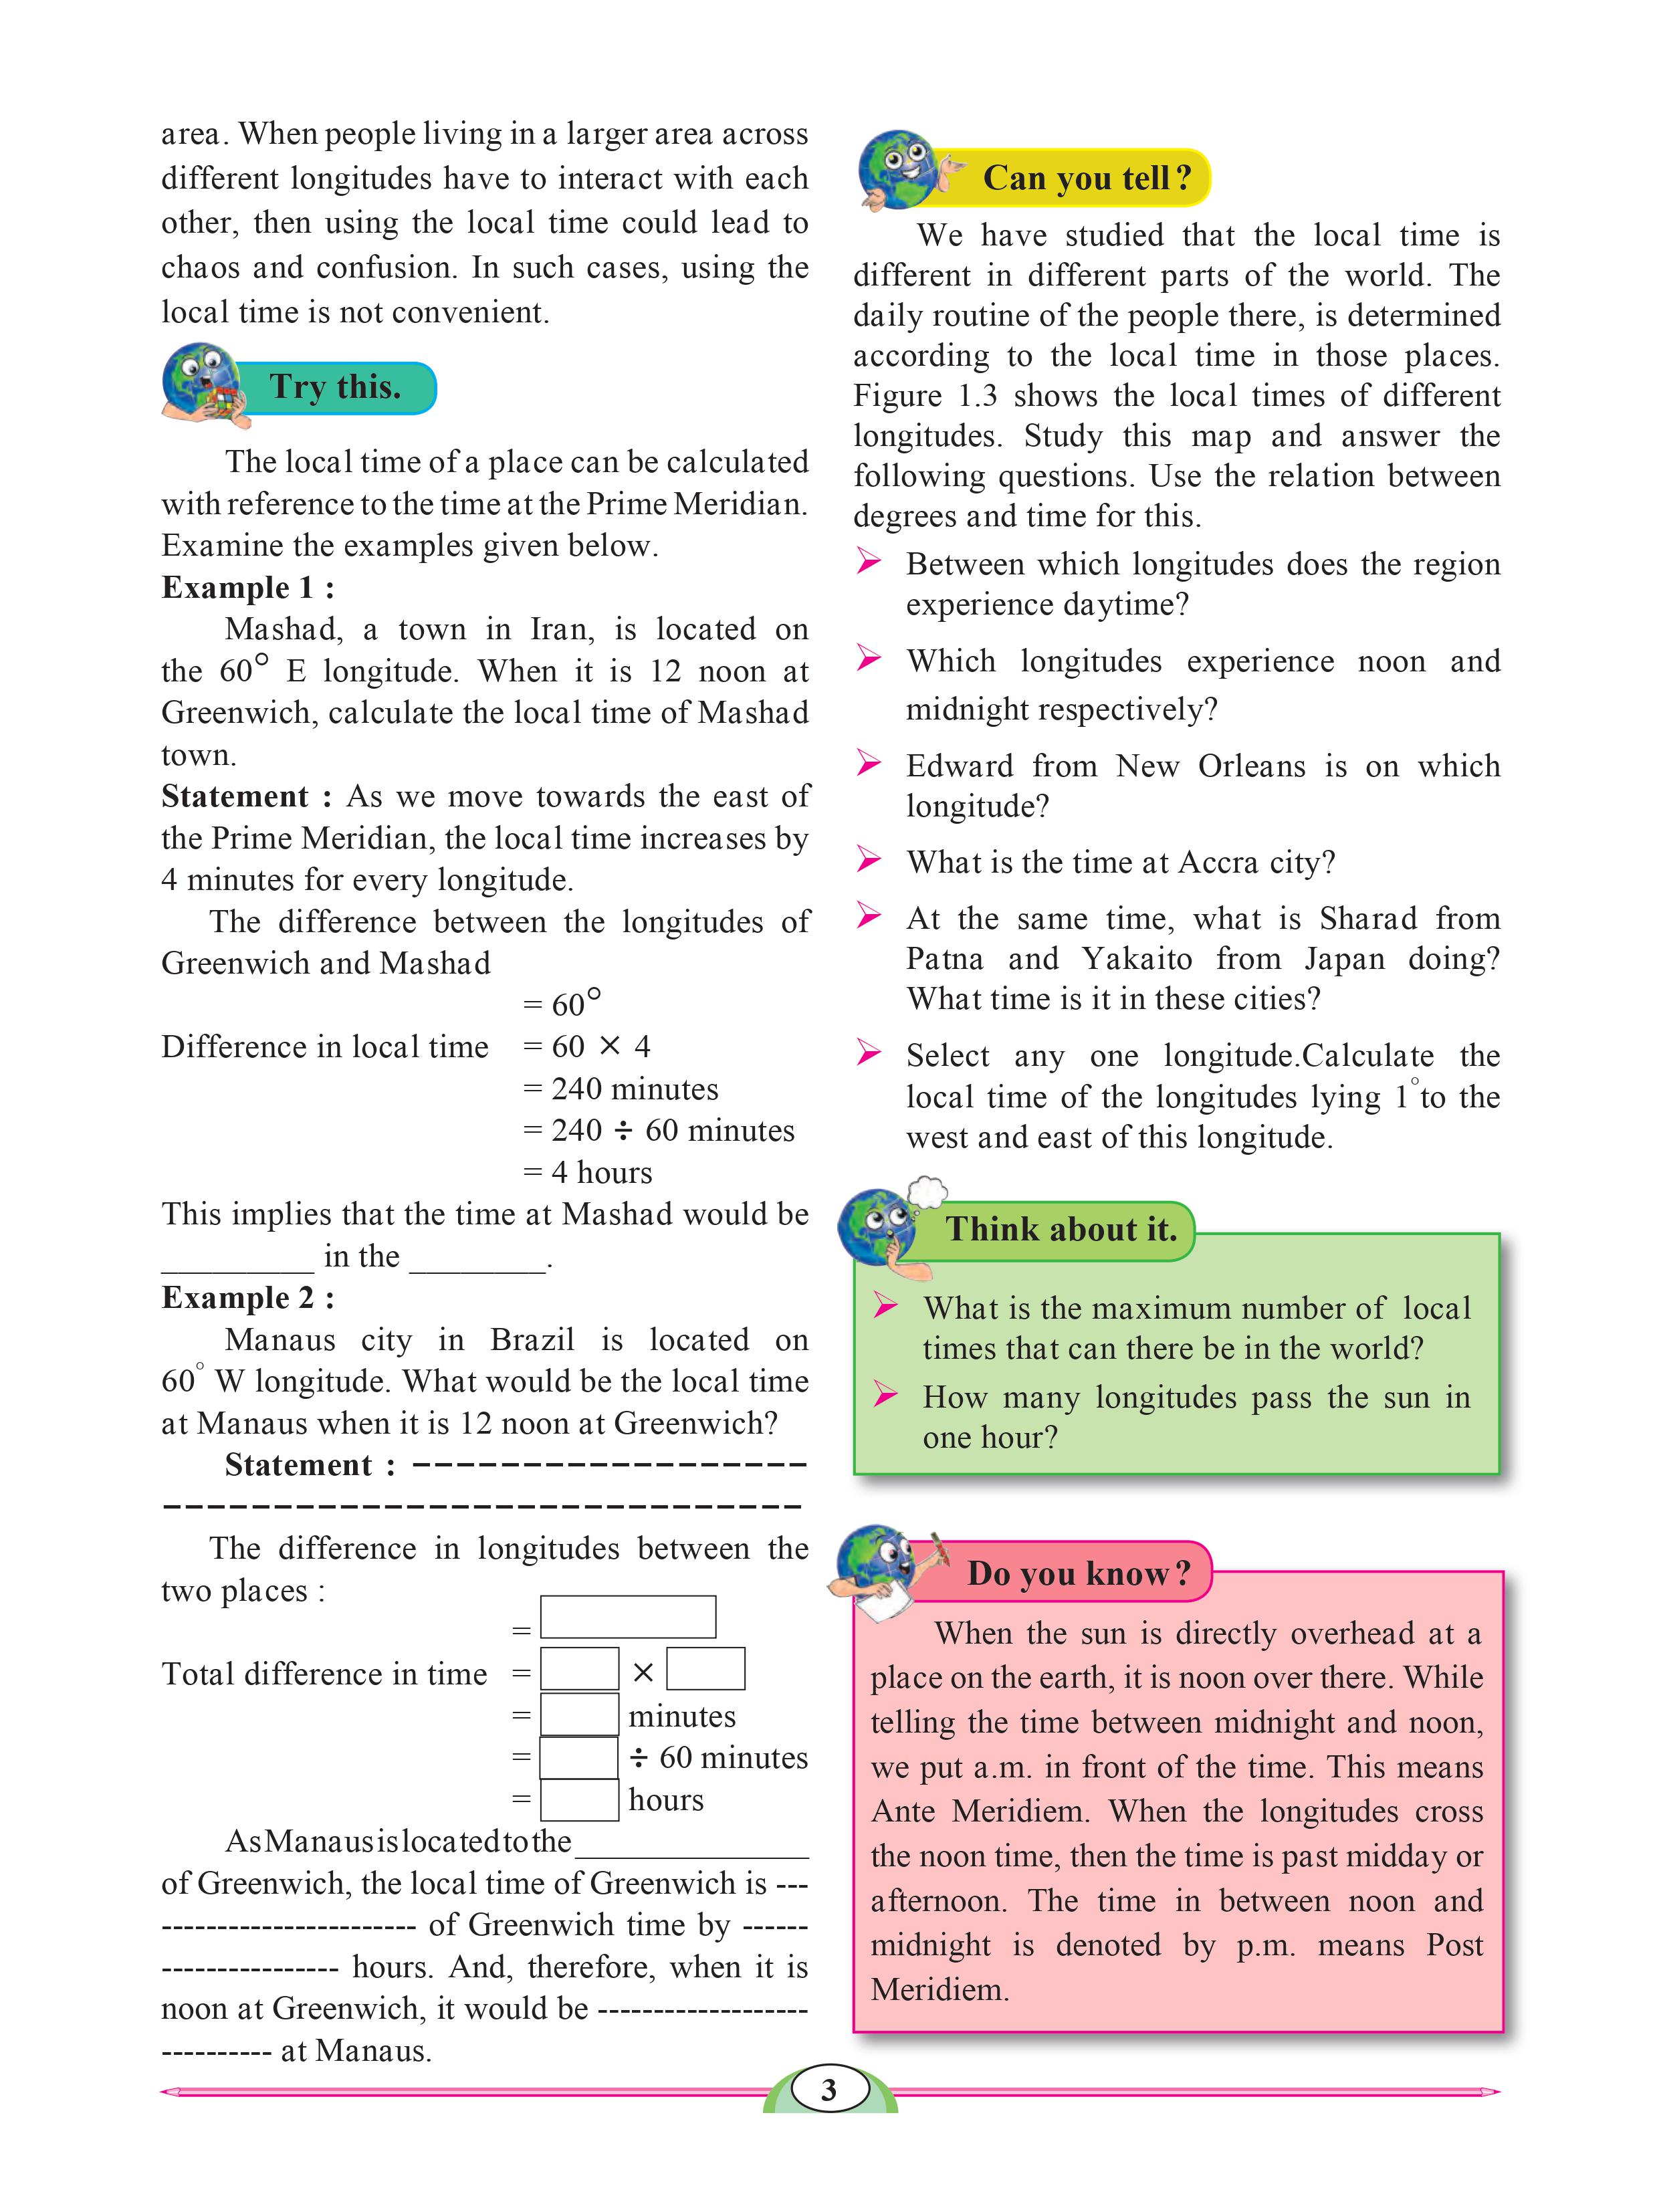 area. When people living in a larger area across
different longitudes have to interact with each
other, then using the local time could lead to
chaos and confusion. In such cases, using the
local time is not convenient.
Try this.
The local time of a place can be calculated
with reference to the time at the Prime Meridian.
Examine the examples given below.
Example 1 :
Mashad, a town in Iran, is located on
the 60° E longitude. When it is 12 noon at
Greenwich, calculate the local time of Mashad
town.
Statement : As we move towards the east of
the Prime Meridian, the local time increases by
4 minutes for every longitude.
The difference between the longitudes of
Greenwich and Mashad
= 60°
Difference in local time = 60 × 4
= 240 minutes
= 240 ÷ 60 minutes
= 4 hours
This implies that the time at Mashad would be
_________ in the ________.
Example 2 :
Manaus city in Brazil is located on
60° W longitude. What would be the local time
at Manaus when it is 12 noon at Greenwich?
Statement : ------------------
-----------------------------
The difference in longitudes between the
two places :
=
Total difference in time = ×
= minutes
= ÷ 60 minutes
= hours
As Manaus is located to the ______________
of Greenwich, the local time of Greenwich is ---
----------------------- of Greenwich time by ------
---------------- hours. And, therefore, when it is
noon at Greenwich, it would be -------------------
---------- at Manaus.
Can you tell ?
We have studied that the local time is
different in different parts of the world. The
daily routine of the people there, is determined
according to the local time in those places.
Figure 1.3 shows the local times of different
longitudes. Study this map and answer the
following questions. Use the relation between
degrees and time for this.
➢ Between which longitudes does the region
experience daytime?
➢ Which longitudes experience noon and
midnight respectively?
➢ Edward from New Orleans is on which
longitude?
➢ What is the time at Accra city?
➢ At the same time, what is Sharad from
Patna and Yakaito from Japan doing?
What time is it in these cities?
➢ Select any one longitude.Calculate the
local time of the longitudes lying 1° to the
west and east of this longitude.
Think about it.
➢ What is the maximum number of local
times that can there be in the world?
➢ How many longitudes pass the sun in
one hour?
Do you know ?
When the sun is directly overhead at a
place on the earth, it is noon over there. While
telling the time between midnight and noon,
we put a.m. in front of the time. This means
Ante Meridiem. When the longitudes cross
the noon time, then the time is past midday or
afternoon. The time in between noon and
midnight is denoted by p.m. means Post
Meridiem.
3